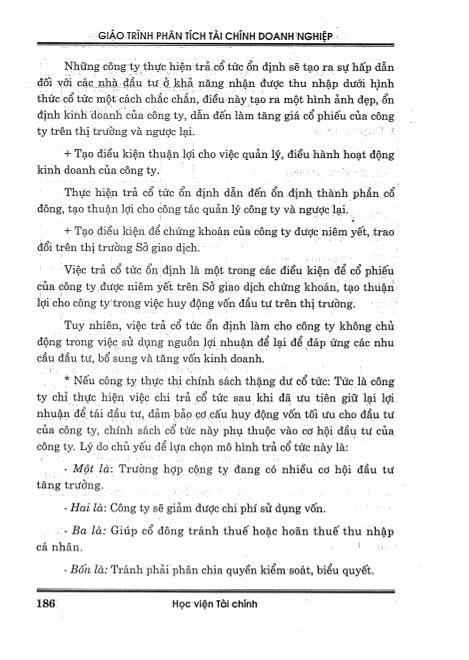 GIÁO TRÌNH PHÂN TÍCH TÀI CHÍNH DOANH NGHIỆP
Những công ty thực hiện trả cổ tức ổn định sẽ tạo ra sự hấp dẫn
đối với các nhà đầu tư ở khả năng nhận được thu nhập dưới hình
thức cổ tức một cách chắc chắn, điều này tạo ra một hình ảnh đẹp, ổn
định kinh doanh của công ty, dẫn đến làm tăng giá cổ phiếu của công
ty trên thị trường và ngược lại.
+ Tạo điều kiện thuận lợi cho việc quản lý, điều hành hoạt động
kinh doanh của công ty.
Thực hiện trả cổ tức ổn định dẫn đến ổn định thành phần cổ
đông, tạo thuận lợi cho công tác quản lý công ty và ngược lại.
+ Tạo điều kiện để chứng khoán của công ty được niêm yết, trao
đổi trên thị trường Sở giao dịch.
Việc trả cổ tức ổn định là một trong các điều kiện để cổ phiếu
của công ty được niêm yết trên Sở giao dịch chứng khoán, tạo thuận
lợi cho công ty trong việc huy động vốn đầu tư trên thị trường.
Tuy nhiên, việc trả cổ tức ổn định làm cho công ty không chủ
động trong việc sử dụng nguồn lợi nhuận để lại để đáp ứng các nhu
cầu đầu tư, bổ sung và tăng vốn kinh doanh.
* Nếu công ty thực thị chính sách thặng dư cổ tức: Tức là công
ty chỉ thực hiện việc chi trả cổ tức sau khi đã ưu tiên giữ lại lợi
nhuận để tái đầu tư, đảm bảo cơ cấu huy động vốn tối ưu cho đầu tư
của công ty, chính sách cổ tức này phụ thuộc vào cơ hội đầu tư của
công ty. Lý do chủ yếu để lựa chọn mô hình trả cổ tức này là:
- Một là: Trường hợp công ty đang có nhiều cơ hội đầu tư
tăng trưởng.
- Hai là: Công ty sẽ giảm được chi phí sử dụng vốn.
- Ba là: Giúp cổ đông tránh thuế hoặc hoãn thuế thu nhập
cá nhân.
- Bốn là: Tránh phải phân chia quyền kiểm soát, biểu quyết.
186 Học viện Tài chính